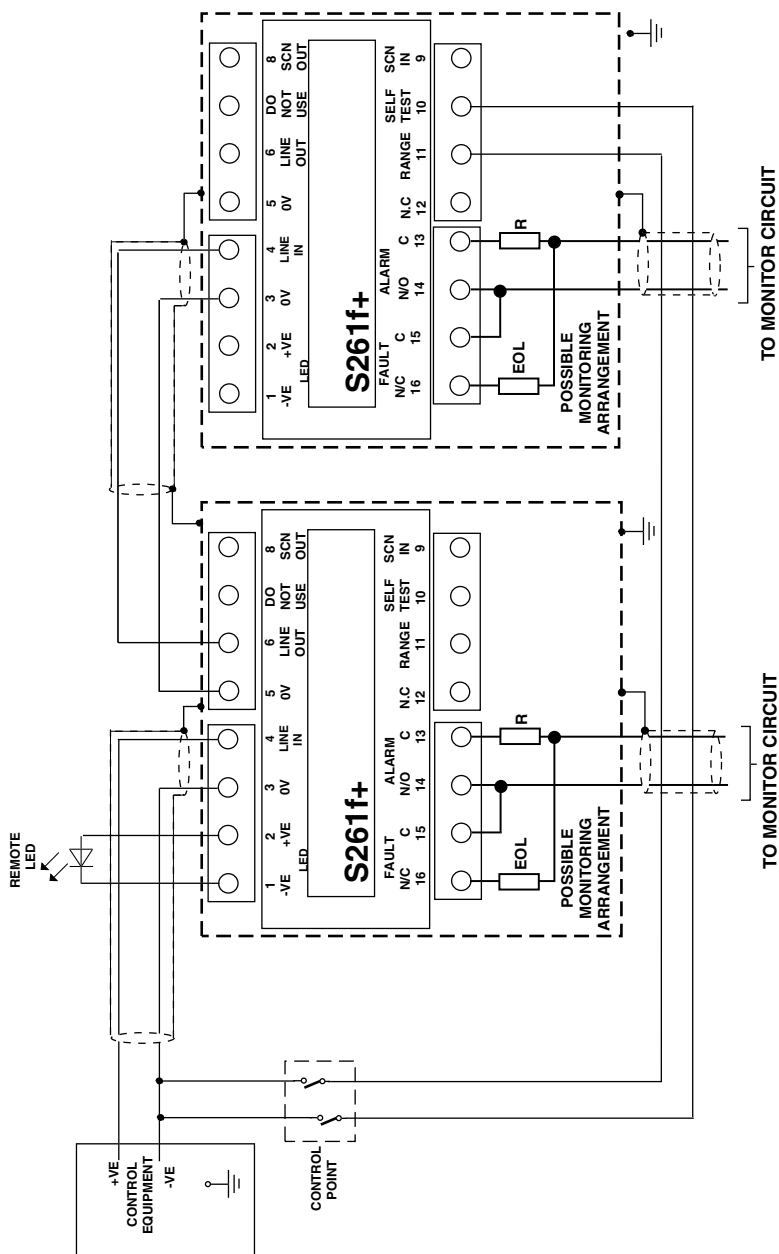 +VE
CONTROL
EQUIPMENT
-VE
REMOTE
LED
CONTROL
POINT
1 2 3 4 5 6 DO 8
-VE +VE 0V LINE 0V LINE NOT SCN
LED IN OUT USE OUT
S261f+
FAULT ALARM SELF SCN
N/C C N/O C N.C RANGE TEST IN
16 15 14 13 12 11 10 9
EOL R
POSSIBLE
MONITORING
ARRANGEMENT
TO MONITOR CIRCUIT
1 2 3 4 5 6 DO 8
-VE +VE 0V LINE 0V LINE NOT SCN
LED IN OUT USE OUT
S261f+
FAULT ALARM SELF SCN
N/C C N/O C N.C RANGE TEST IN
16 15 14 13 12 11 10 9
EOL R
POSSIBLE
MONITORING
ARRANGEMENT
TO MONITOR CIRCUIT